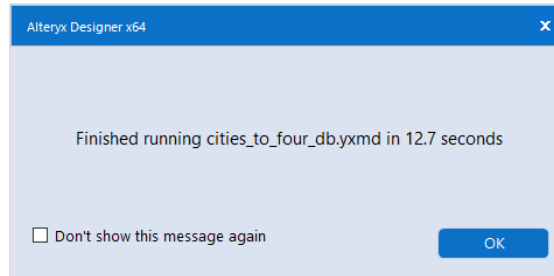 Alteryx Designer x64
Finished running cities_to_four_db.yxmd in 12.7 seconds
Don't show this message again
OK